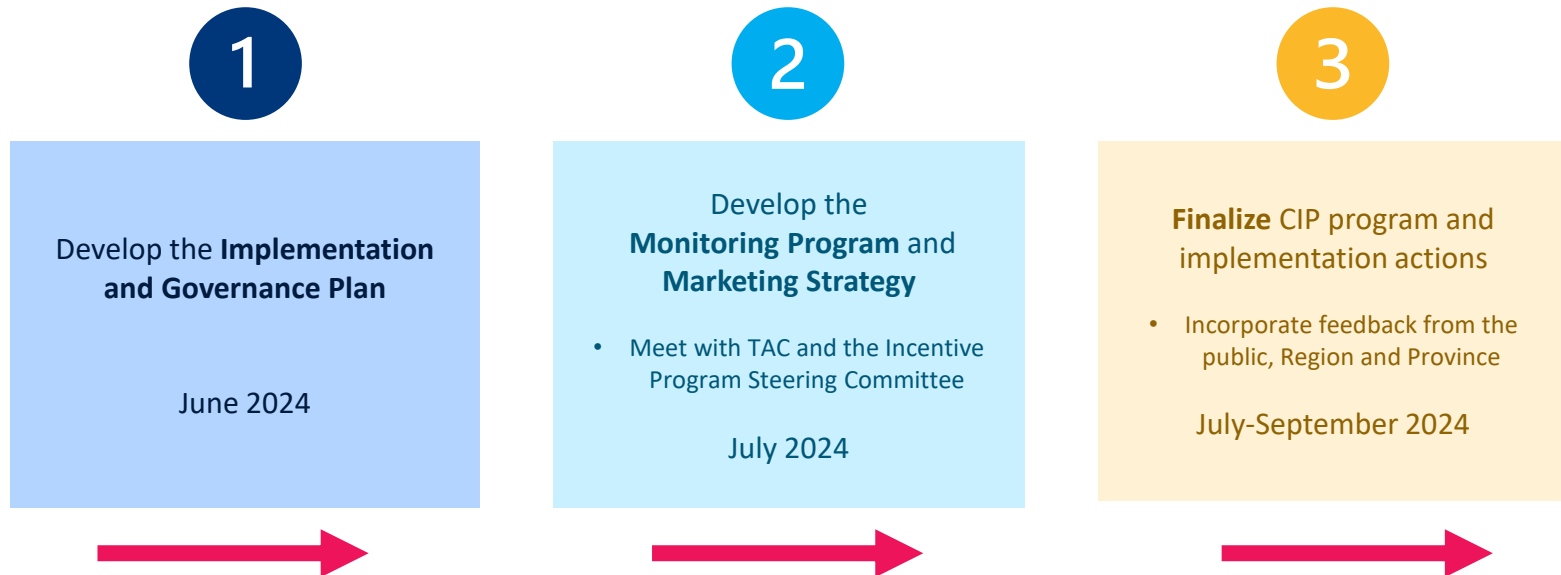 1
Develop the Implementation
and Governance Plan
June 2024
2
Develop the
Monitoring Program and
Marketing Strategy
• Meet with TAC and the Incentive
Program Steering Committee
July 2024
3
Finalize CIP program and
implementation actions
• Incorporate feedback from the
public, Region and Province
July-September 2024